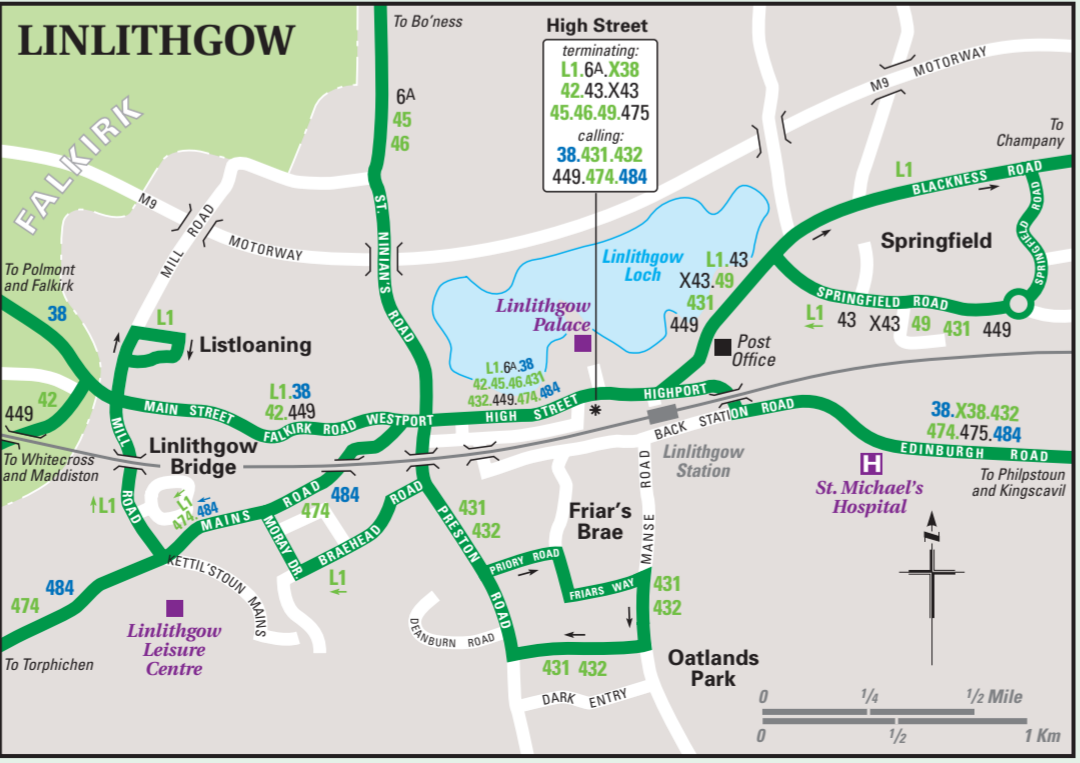 LINLITHGOW
To Bo'ness
High Street
terminating:
L1.6A.X38
42.43.X43
45.46.49.475
calling:
38.431.432
449.474.484
6A
45
46
FALKIRK
M9
MOTORWAY
M9
MOTORWAY
MILL ROAD
ST. NINIAN'S ROAD
To
Champany
L1
BLACKNESS ROAD
SPRINGFIELD ROAD
Springfield
Linlithgow
Loch
L1.43
X43.49
431
449
SPRINGFIELD ROAD
L1 43 X43 49 431 449
To Polmont
and Falkirk
38
L1
Listloaning
Linlithgow
Palace
Post
Office
L1.6A.38
42.45.46.431
432.449.474.484
42
449
L1.38
42.449
MAIN STREET
FALKIRK ROAD
WESTPORT
HIGH STREET
HIGHPORT
BACK STATION ROAD
Linlithgow
Station
38.X38.432
474.475.484
EDINBURGH ROAD
To Philpstoun
and Kingscavil
St. Michael's
Hospital
To Whitecross
and Maddiston
MILL ROAD
Linlithgow
Bridge
L1
L1
474.484
MAINS ROAD
484
474
MORAY DR.
BRAEHEAD ROAD
L1
PRESTON ROAD
431
432
Friar's
Brae
MANSE ROAD
PRIORY ROAD
FRIARS WAY
431
432
KETTIL'STOUN MAINS
484
474
Linlithgow
Leisure
Centre
To Torphichen
DEANBURN ROAD
431 432
Oatlands
Park
DARK ENTRY
N
0 1/4 1/2 Mile
0 1/2 1 Km
H